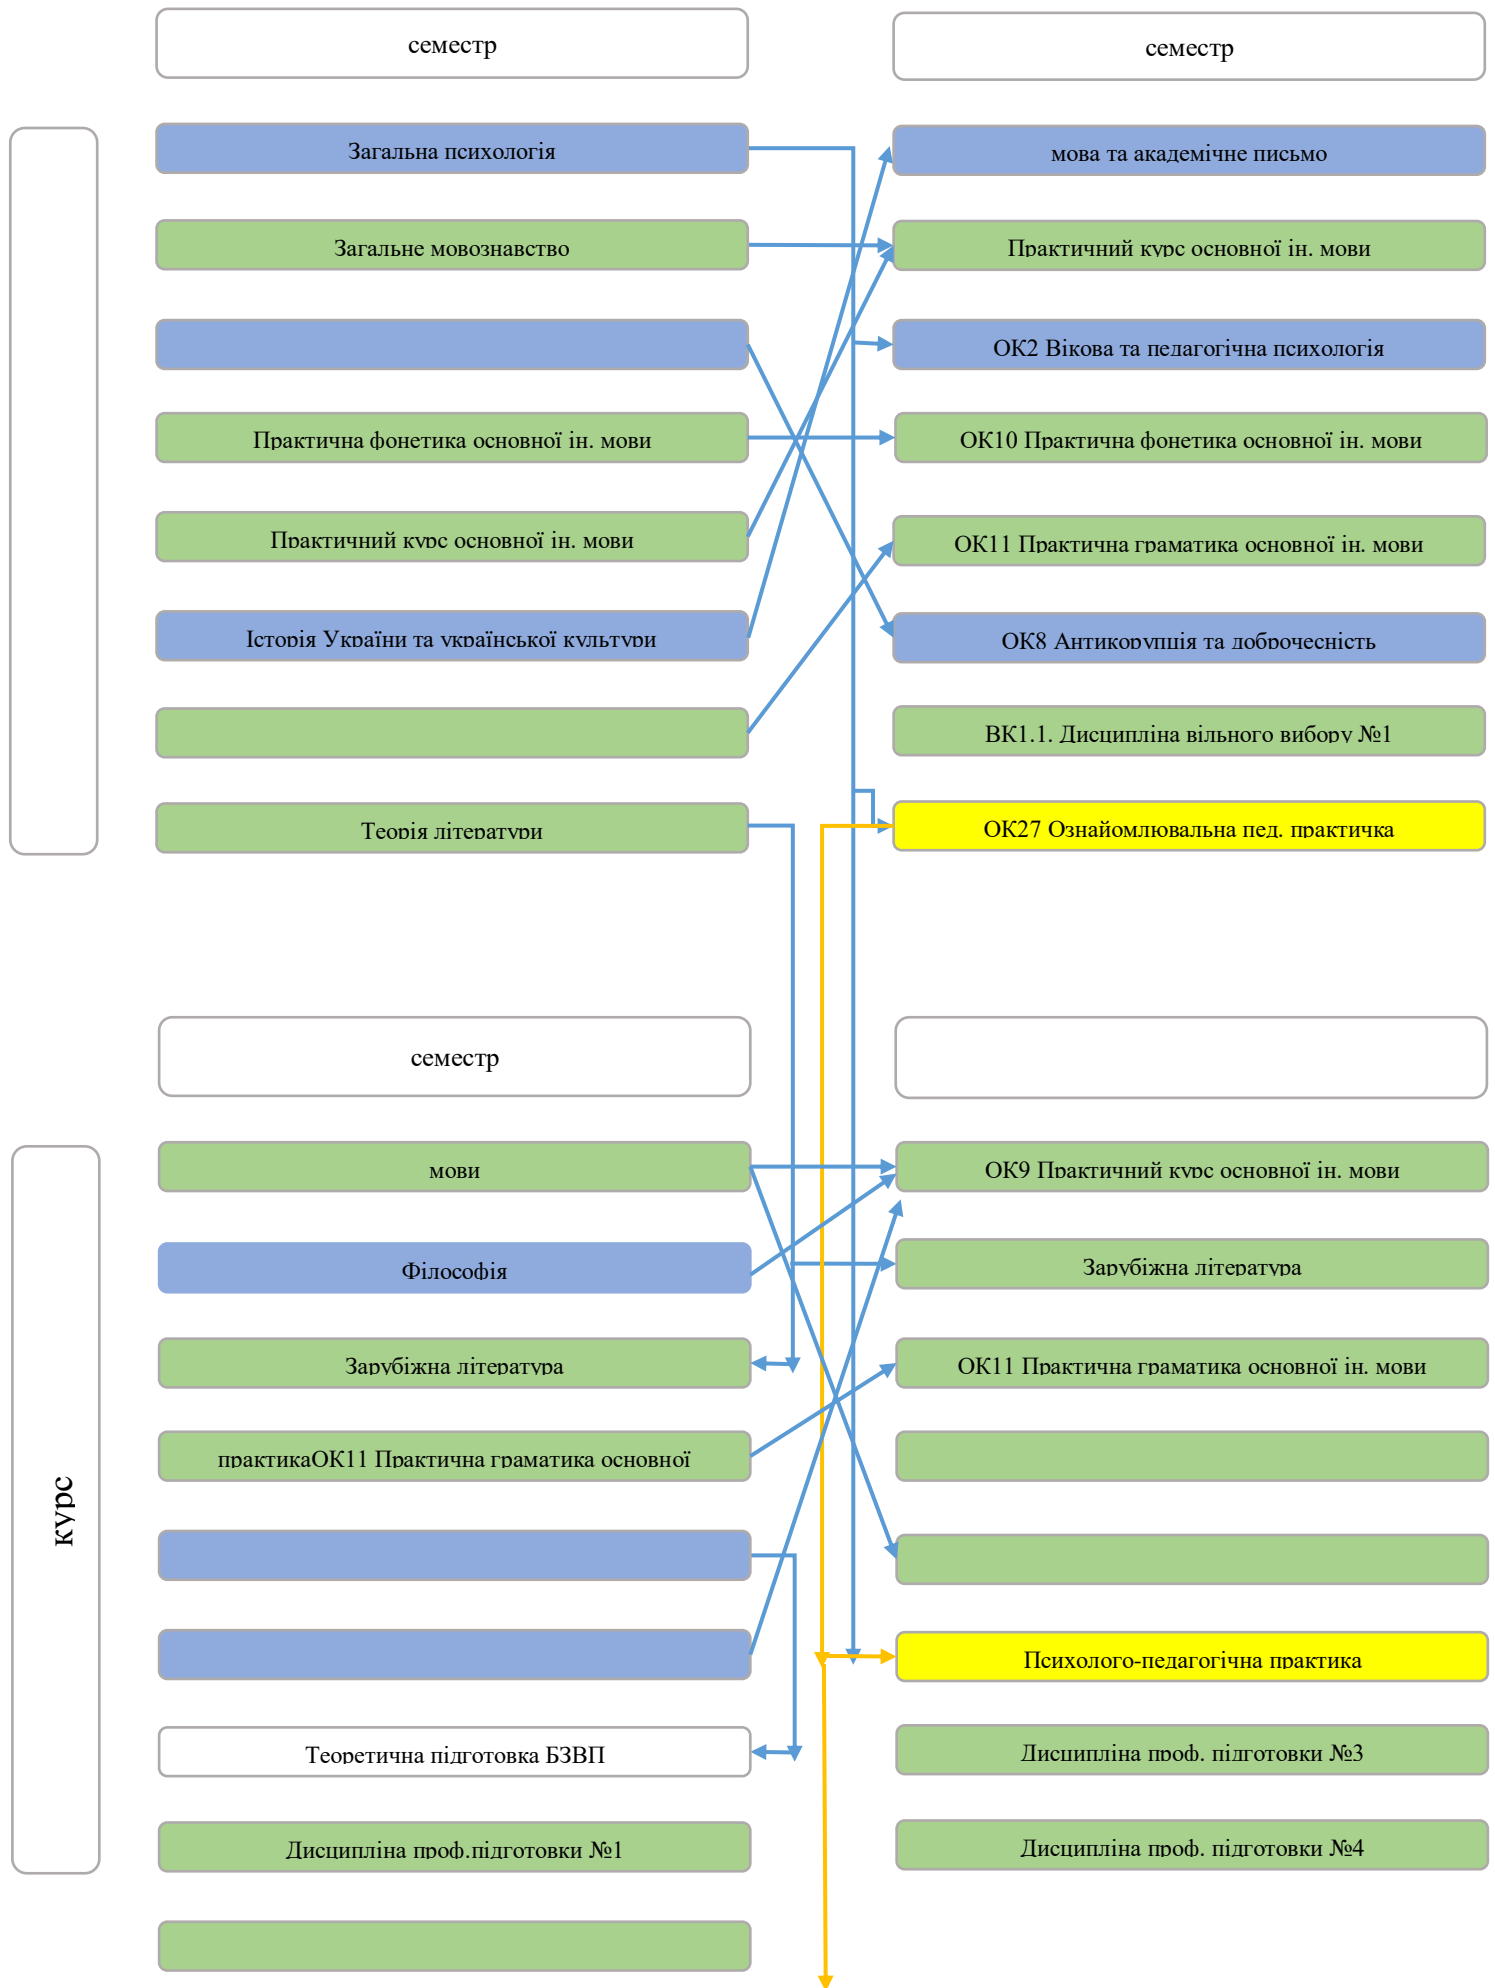 семестр
семестр
Загальна психологія
мова та академічне письмо
Загальне мовознавство
Практичний курс основної ін. мови
ОК2 Вікова та педагогічна психологія
Практична фонетика основної ін. мови
ОК10 Практична фонетика основної ін. мови
Практичний курс основної ін. мови
ОК11 Практична граматика основної ін. мови
Історія України та української культури
ОК8 Антикорупція та доброчесність
ВК1.1. Дисципліна вільного вибору №1
Теорія літератури
ОК27 Ознайомлювальна пед. практичка
семестр
курс
мови
ОК9 Практичний курс основної ін. мови
Філософія
Зарубіжна література
Зарубіжна література
ОК11 Практична граматика основної ін. мови
практикаОК11 Практична граматика основної
Психолого-педагогічна практика
Теоретична підготовка БЗВП
Дисципліна проф. підготовки №3
Дисципліна проф.підготовки №1
Дисципліна проф. підготовки №4